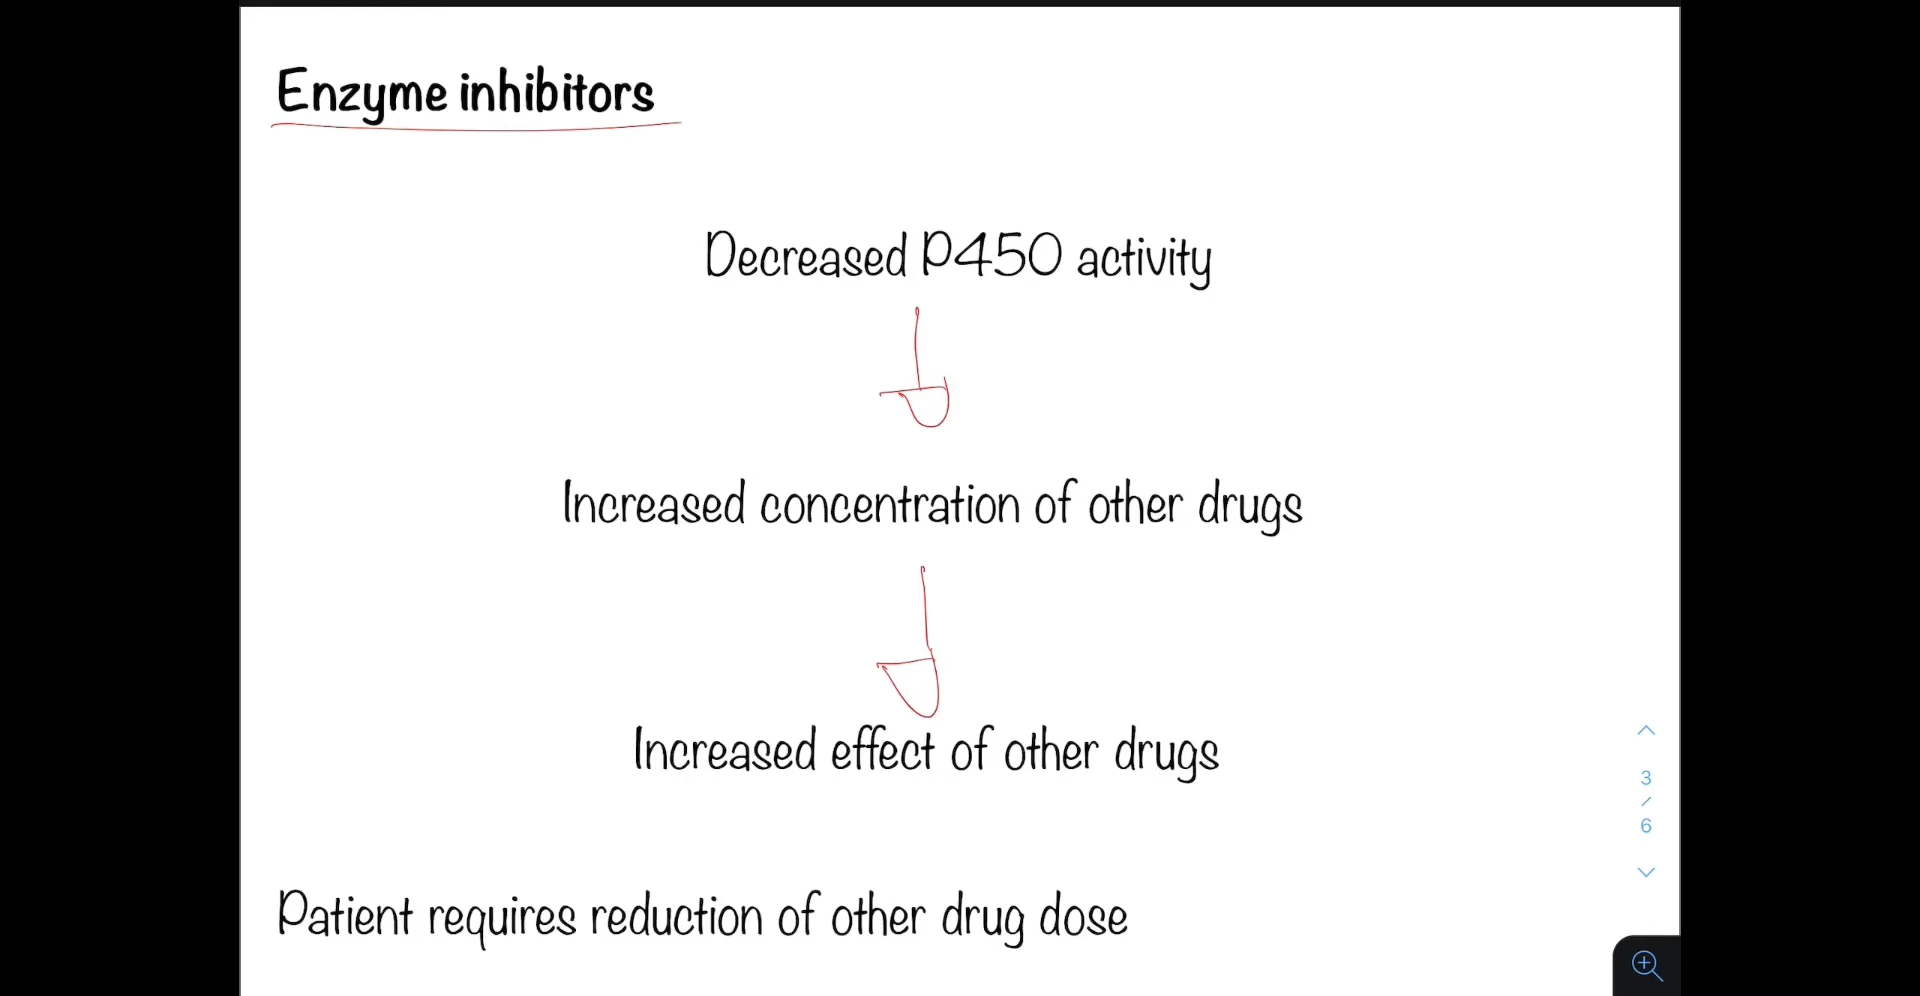 Enzyme inhibitors
Decreased P450 activity
Increased concentration of other drugs
Increased effect of other drugs
3
/
6
Patient requires reduction of other drug dose